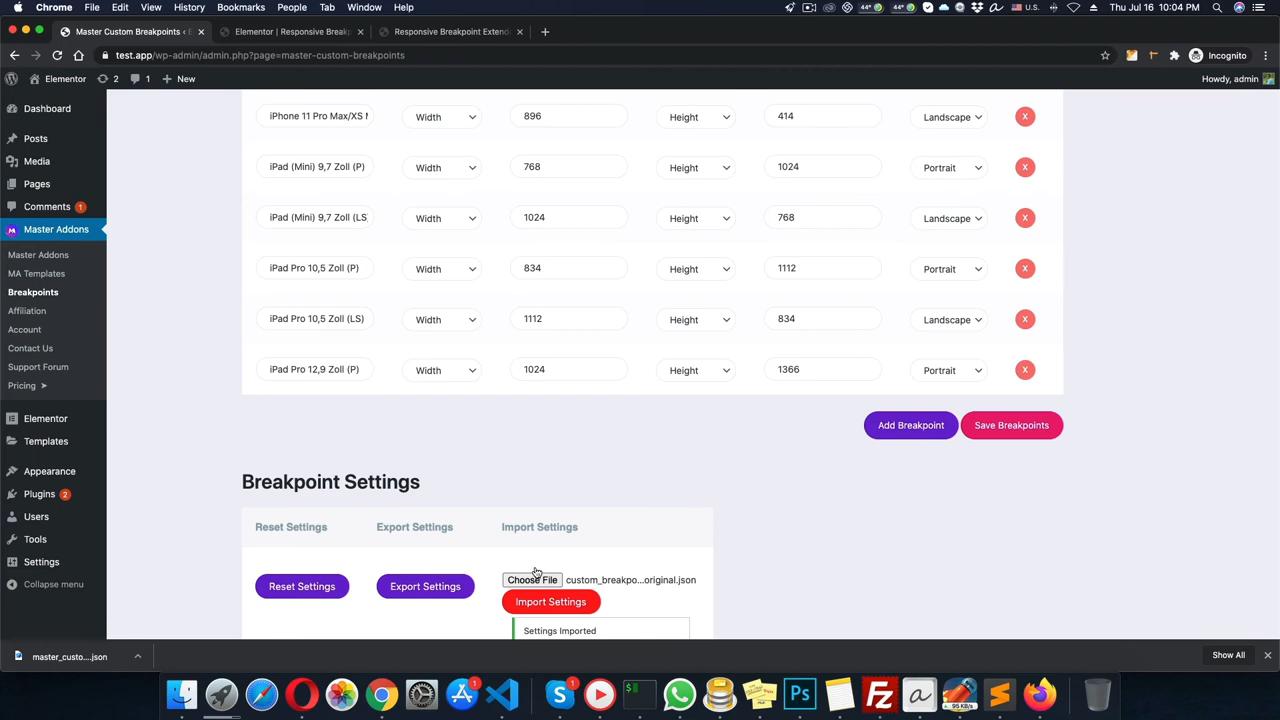 Chrome File Edit View History Bookmarks People Tab Window Help 44° 44° U.S. Thu Jul 16 10:04 PM
Master Custom Breakpoints ‹ E Elementor | Responsive Breakp Responsive Breakpoint Extend
test.app/wp-admin/admin.php?page=master-custom-breakpoints Incognito
Elementor 2 1 New Howdy, admin
Dashboard
Posts
Media
Pages
Comments 1
Master Addons
Master Addons
MA Templates
Breakpoints
Affiliation
Account
Contact Us
Support Forum
Pricing ➤
Elementor
Templates
Appearance
Plugins 2
Users
Tools
Settings
Collapse menu
iPhone 11 Pro Max/XS M Width 896 Height 414 Landscape X
iPad (Mini) 9,7 Zoll (P) Width 768 Height 1024 Portrait X
iPad (Mini) 9,7 Zoll (LS) Width 1024 Height 768 Landscape X
iPad Pro 10,5 Zoll (P) Width 834 Height 1112 Portrait X
iPad Pro 10,5 Zoll (LS) Width 1112 Height 834 Landscape X
iPad Pro 12,9 Zoll (P) Width 1024 Height 1366 Portrait X
Add Breakpoint Save Breakpoints
Breakpoint Settings
Reset Settings Export Settings Import Settings
Choose File custom_breakpo...original.json
Reset Settings Export Settings Import Settings
Settings Imported
master_custo....json Show All
1 1 $ Ps Fz a 95 KB/s